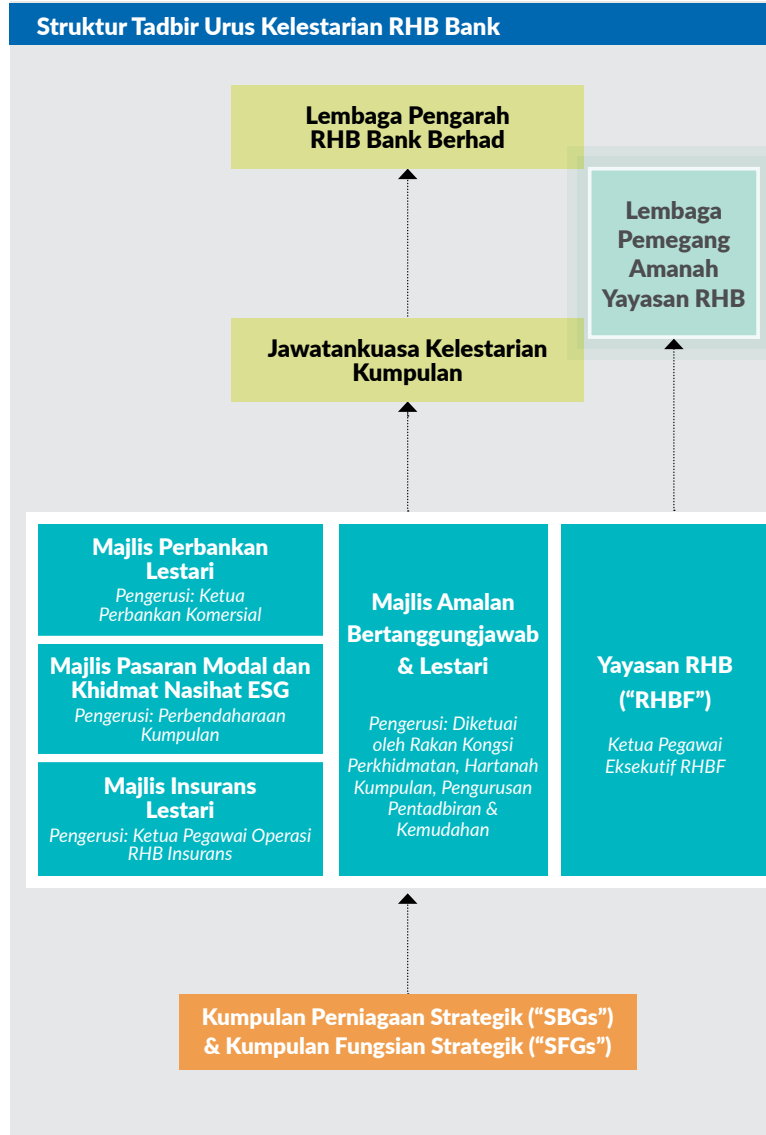 Struktur Tadbir Urus Kelestarian RHB Bank
Lembaga Pengarah
RHB Bank Berhad
Lembaga
Pemegang
Amanah
Yayasan RHB
Jawatankuasa Kelestarian
Kumpulan
Majlis Perbankan
Lestari
Pengerusi: Ketua
Perbankan Komersial
Majlis Pasaran Modal dan
Khidmat Nasihat ESG
Pengerusi: Perbendaharaan
Kumpulan
Majlis Insurans
Lestari
Pengerusi: Ketua Pegawai Operasi
RHB Insurans
Majlis Amalan
Bertanggungjawab
& Lestari
Pengerusi: Diketuai
oleh Rakan Kongsi
Perkhidmatan, Hartanah
Kumpulan, Pengurusan
Pentadbiran &
Kemudahan
Yayasan RHB
(“RHBF”)
Ketua Pegawai
Eksekutif RHBF
Kumpulan Perniagaan Strategik (“SBGs”)
& Kumpulan Fungsian Strategik (“SFGs”)